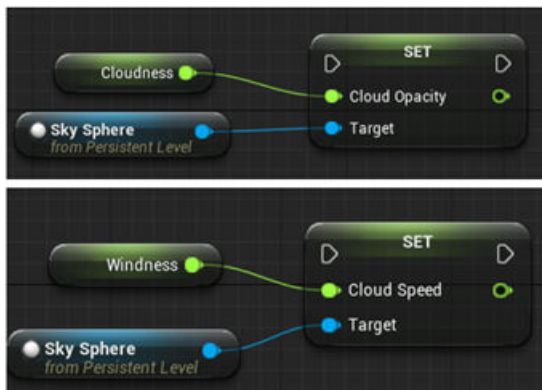 SET
Cloudness
Cloud Opacity
Sky Sphere
from Persistent Level
Target
SET
Windness
Cloud Speed
Target
Sky Sphere
from Persistent Level